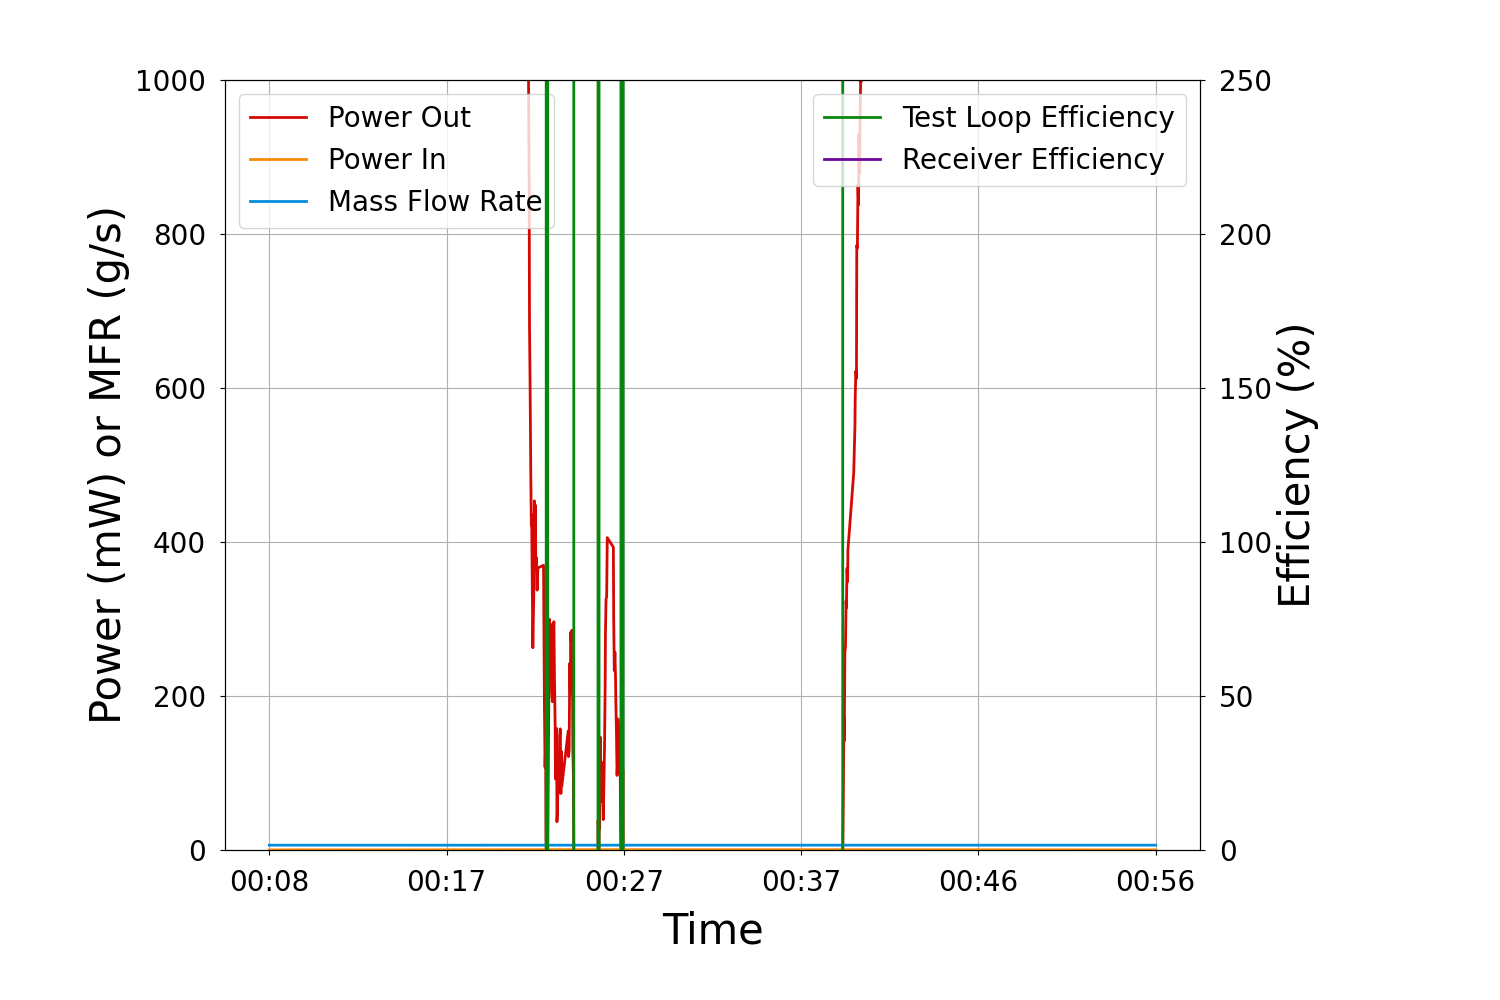 1000
800
600
400
200
0
Power (mW) or MFR (g/s)
Power Out
Power In
Mass Flow Rate
Test Loop Efficiency
Receiver Efficiency
250
200
150
100
50
0
Efficiency (%)
00:08 00:17 00:27 00:37 00:46 00:56
Time